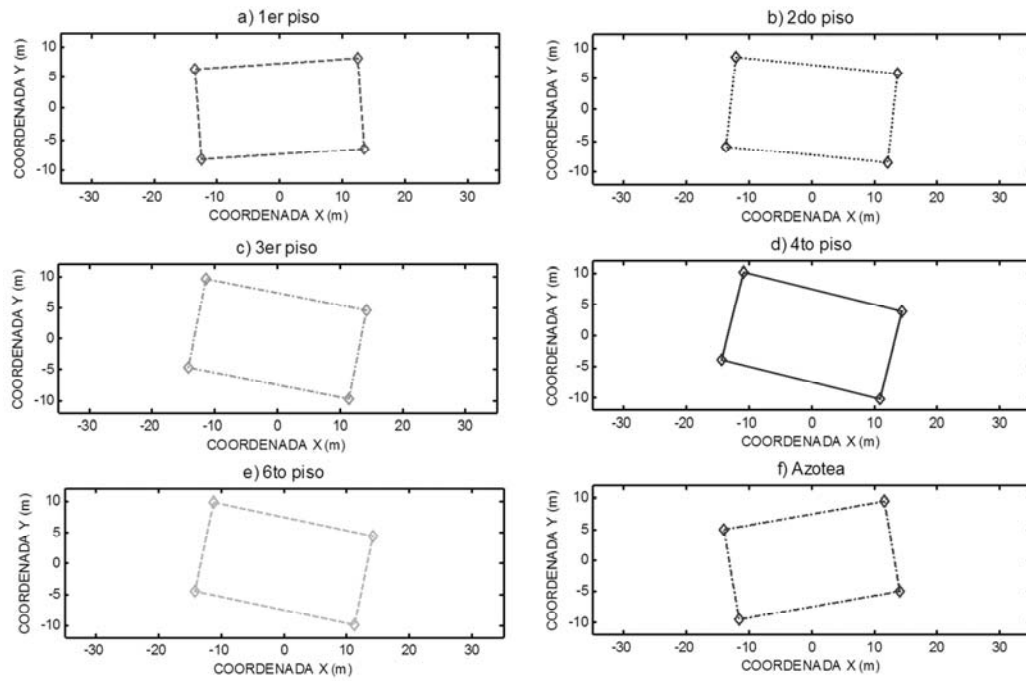 a) 1er piso
COORDENADA Y (m)
10
5
0
-5
-10
-30 -20 -10 0 10 20 30
COORDENADA X (m)
b) 2do piso
COORDENADA Y (m)
10
5
0
-5
-10
-30 -20 -10 0 10 20 30
COORDENADA X (m)
c) 3er piso
COORDENADA Y (m)
10
5
0
-5
-10
-30 -20 -10 0 10 20 30
COORDENADA X (m)
d) 4to piso
COORDENADA Y (m)
10
5
0
-5
-10
-30 -20 -10 0 10 20 30
COORDENADA X (m)
e) 6to piso
COORDENADA Y (m)
10
5
0
-5
-10
-30 -20 -10 0 10 20 30
COORDENADA X (m)
f) Azotea
COORDENADA Y (m)
10
5
0
-5
-10
-30 -20 -10 0 10 20 30
COORDENADA X (m)